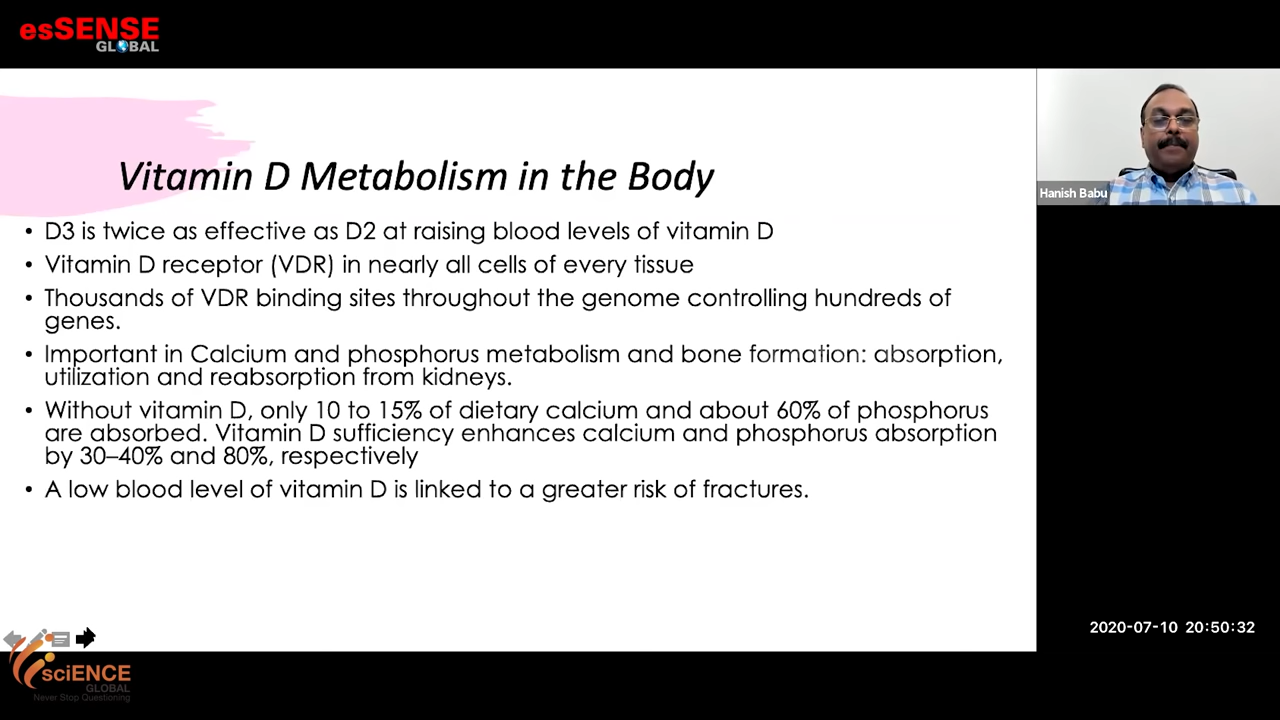 esSENSE
GLOBAL
Hanish Babu
Vitamin D Metabolism in the Body
• D3 is twice as effective as D2 at raising blood levels of vitamin D
• Vitamin D receptor (VDR) in nearly all cells of every tissue
• Thousands of VDR binding sites throughout the genome controlling hundreds of
genes.
• Important in Calcium and phosphorus metabolism and bone formation: absorption,
utilization and reabsorption from kidneys.
• Without vitamin D, only 10 to 15% of dietary calcium and about 60% of phosphorus
are absorbed. Vitamin D sufficiency enhances calcium and phosphorus absorption
by 30–40% and 80%, respectively
• A low blood level of vitamin D is linked to a greater risk of fractures.
2020-07-10 20:50:32
sciENCE
GLOBAL
Never Stop Questioning